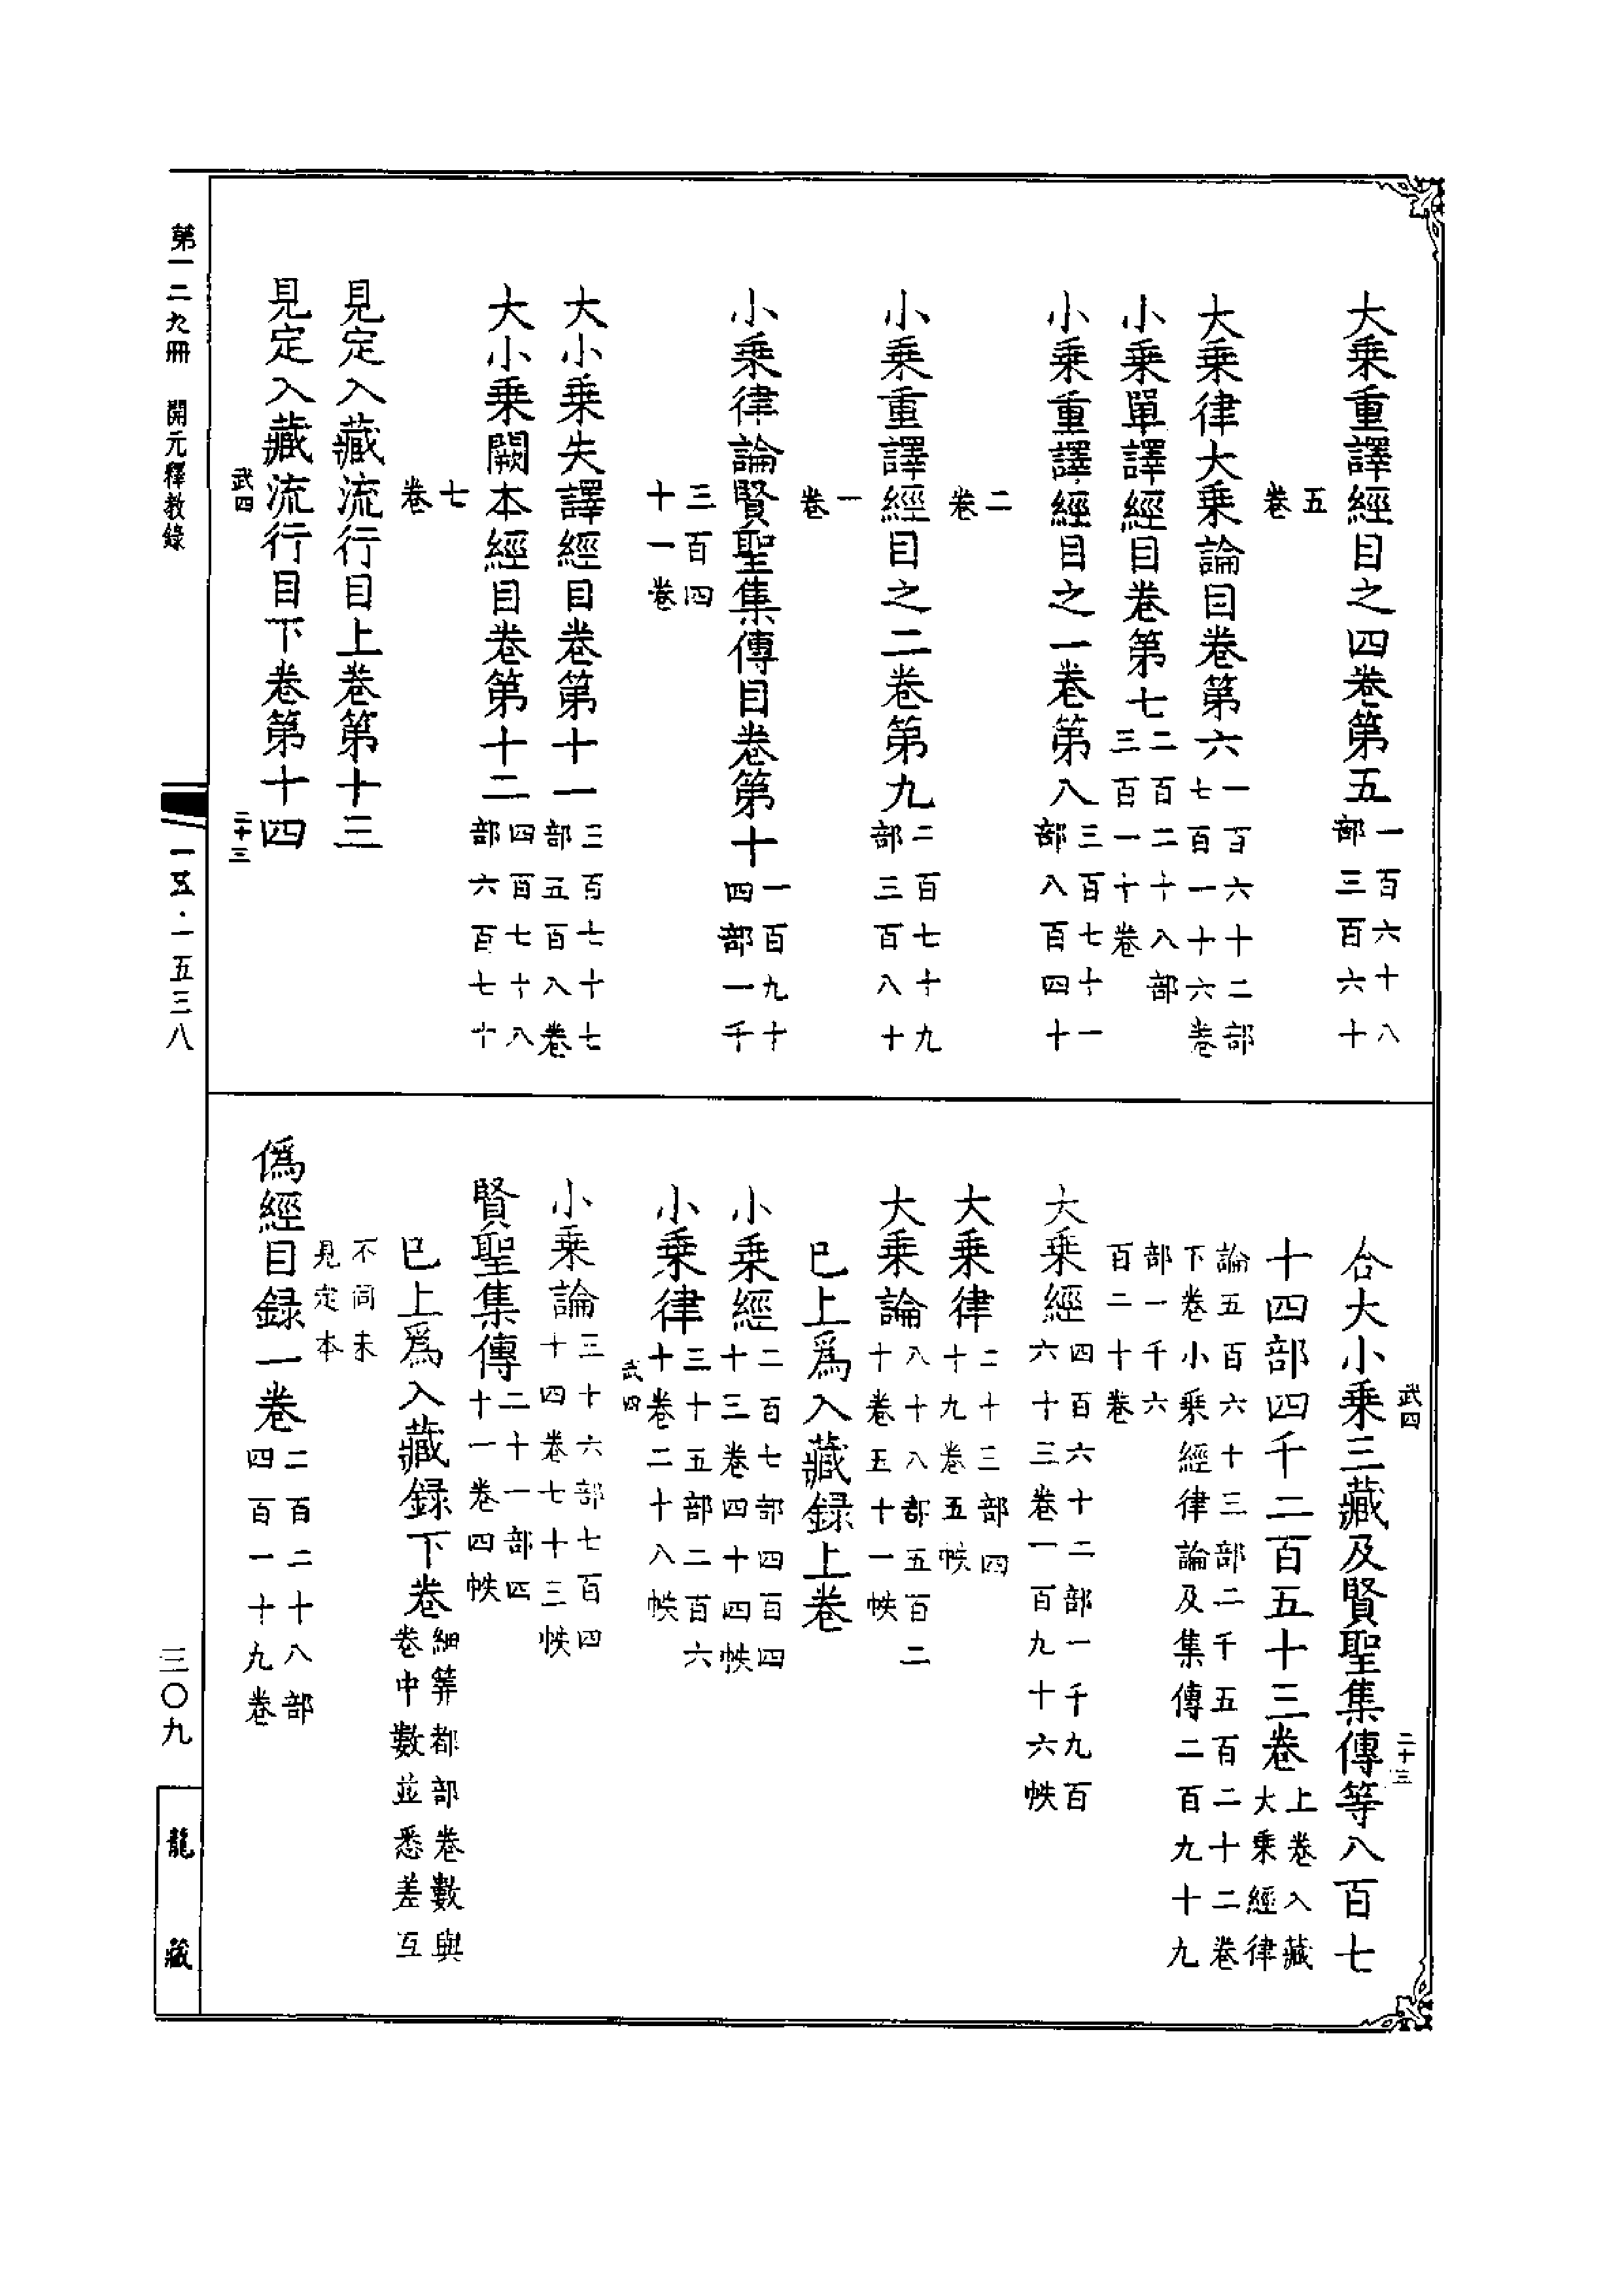 大乘重譯經目之四卷第五一百六十八部三百六十
五卷
大乘律大乘論目卷第六一百六十二部七百一十六卷
小乘單譯經目卷第七二百二十八部三百一十卷
小乘重譯經目之一卷第八三百七十一部八百四十
二卷
小乘重譯經目之二卷第九二百七十九部三百八十
一卷
小乘律論賢聖集傳目卷第十一百九十四部一千
三百四十一卷
大小乘失譯經目卷第十一三百七十七部五百八卷
大小乘闕本經目卷第十二四百七十八部六百七十
七卷
見定入藏流行目上卷第十三
見定入藏流行目下卷第十四
武四 二十三
武四 二十三
合大小乘三藏及賢聖集傳等八百七
十四部四千二百五十三卷上卷入藏大乘經律
論五百六十三部二千五百二十二卷下卷小乘經律論及集傳二百九十九
部一千六百二十卷
大乘經四百六十二部一千九百六十三卷一百九十六帙
大乘律二十三部四十九卷五帙
大乘論八十八部五百二十卷五十一帙
已上爲入藏録上卷
小乘經二百七部四百四十三卷四十四帙
小乘律三十五部二百六十卷二十八帙
武四
小乘論三十六部七百四十四卷七十三帙
賢聖集傳二十一部四十一卷四帙
已上爲入藏録下卷細筭都部卷數與卷中數並悉差互
不同未見定本
偽經目録一卷二百二十八部四百一十九卷
第一二九冊 開元釋教錄
一五·一五三八
三〇九
龍藏